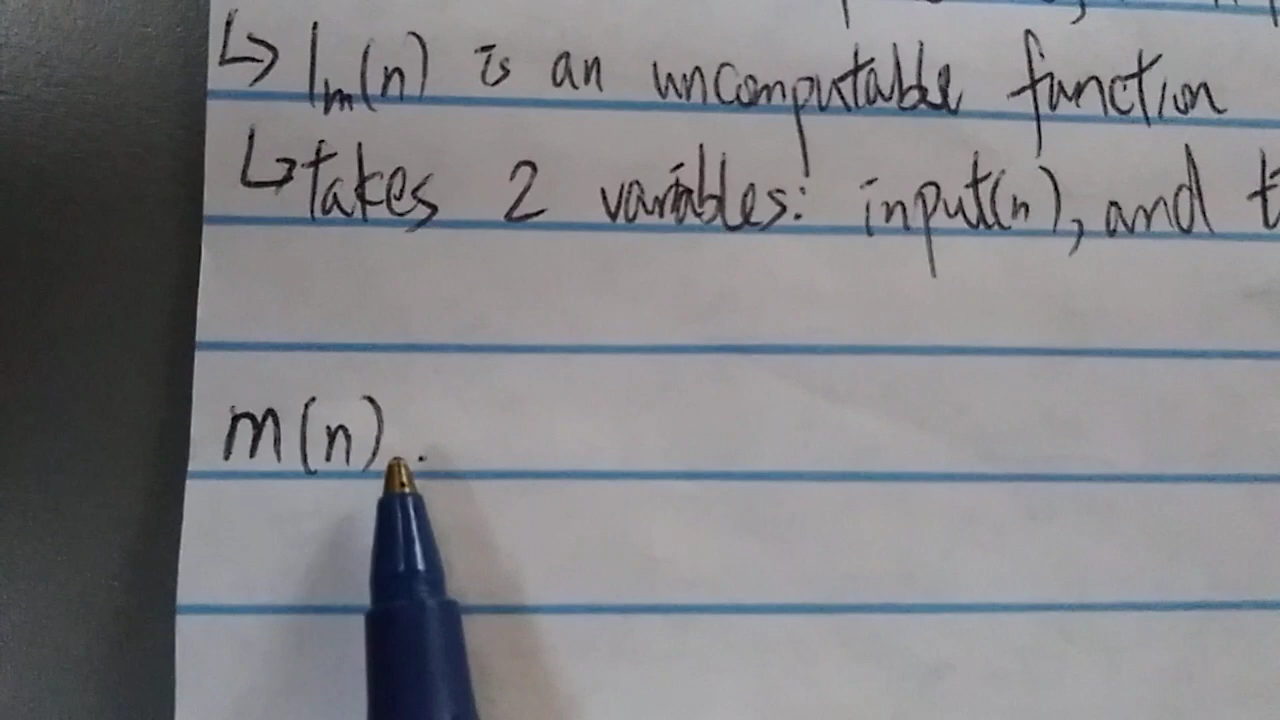 ↳ Iₘ(n) is an uncomputable function
↳ takes 2 variables: input(n), and
m(n) .